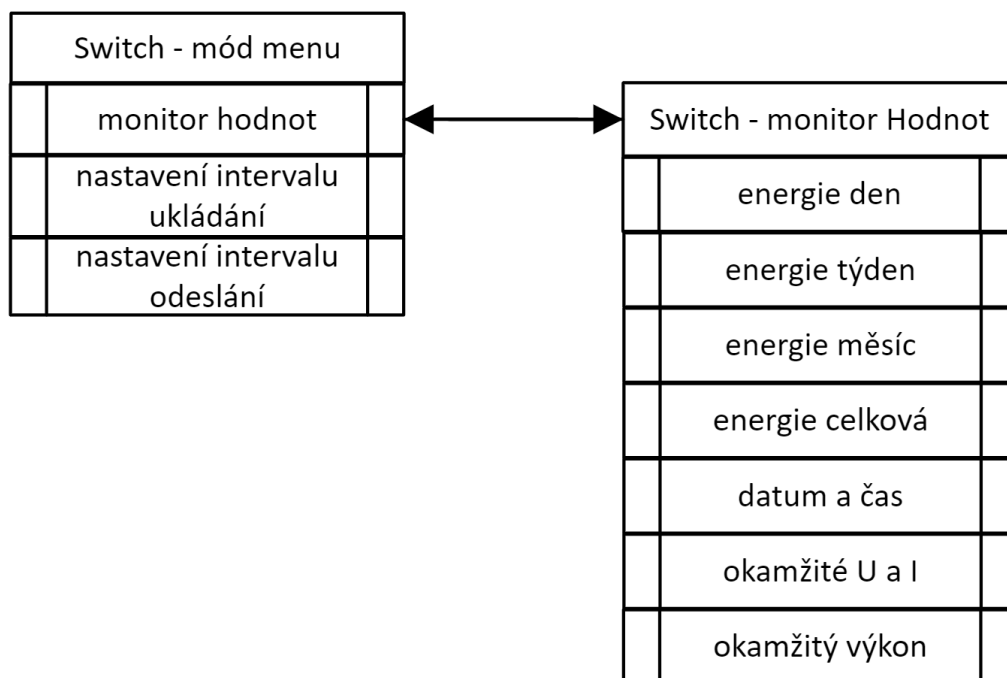 Switch - mód menu
monitor hodnot
nastavení intervalu
ukládání
nastavení intervalu
odeslání
Switch - monitor Hodnot
energie den
energie týden
energie měsíc
energie celková
datum a čas
okamžité U a I
okamžitý výkon